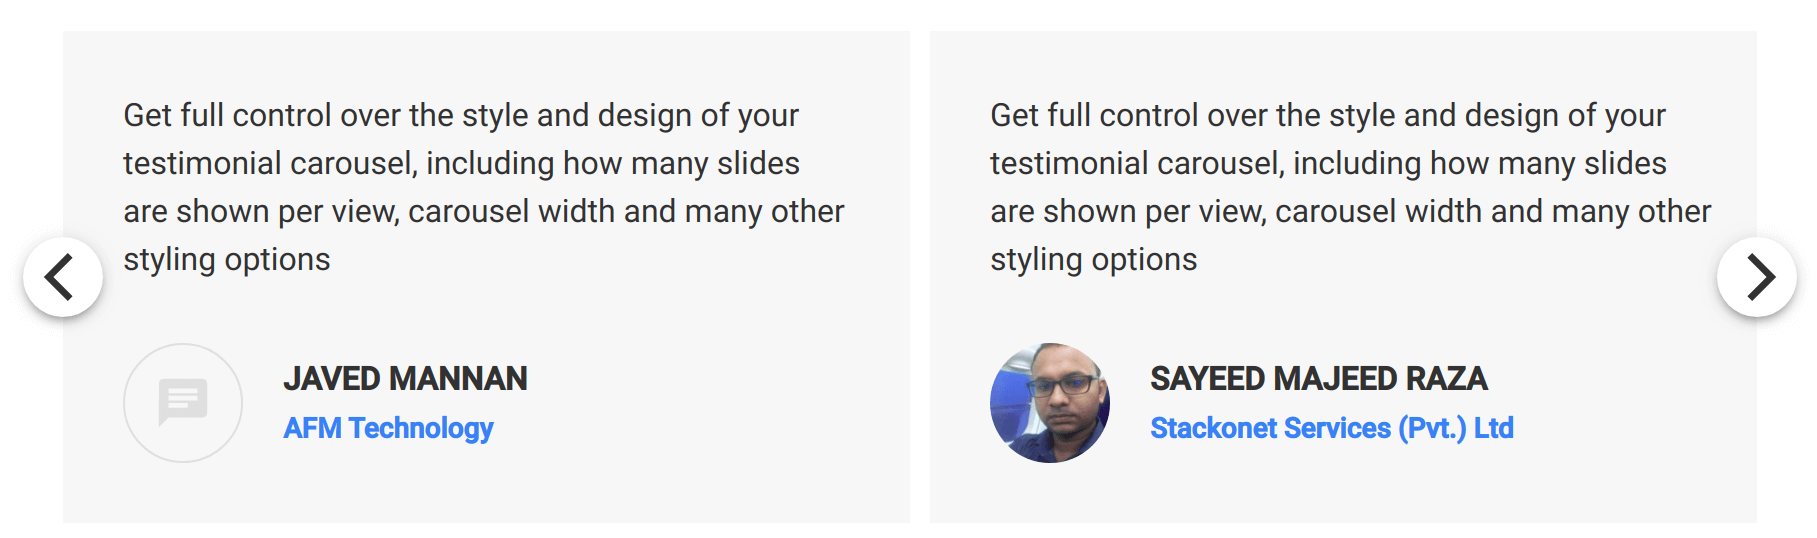 Get full control over the style and design of your
testimonial carousel, including how many slides
are shown per view, carousel width and many other
styling options
JAVED MANNAN
AFM Technology
Get full control over the style and design of your
testimonial carousel, including how many slides
are shown per view, carousel width and many other
styling options
SAYEED MAJEED RAZA
Stackonet Services (Pvt.) Ltd